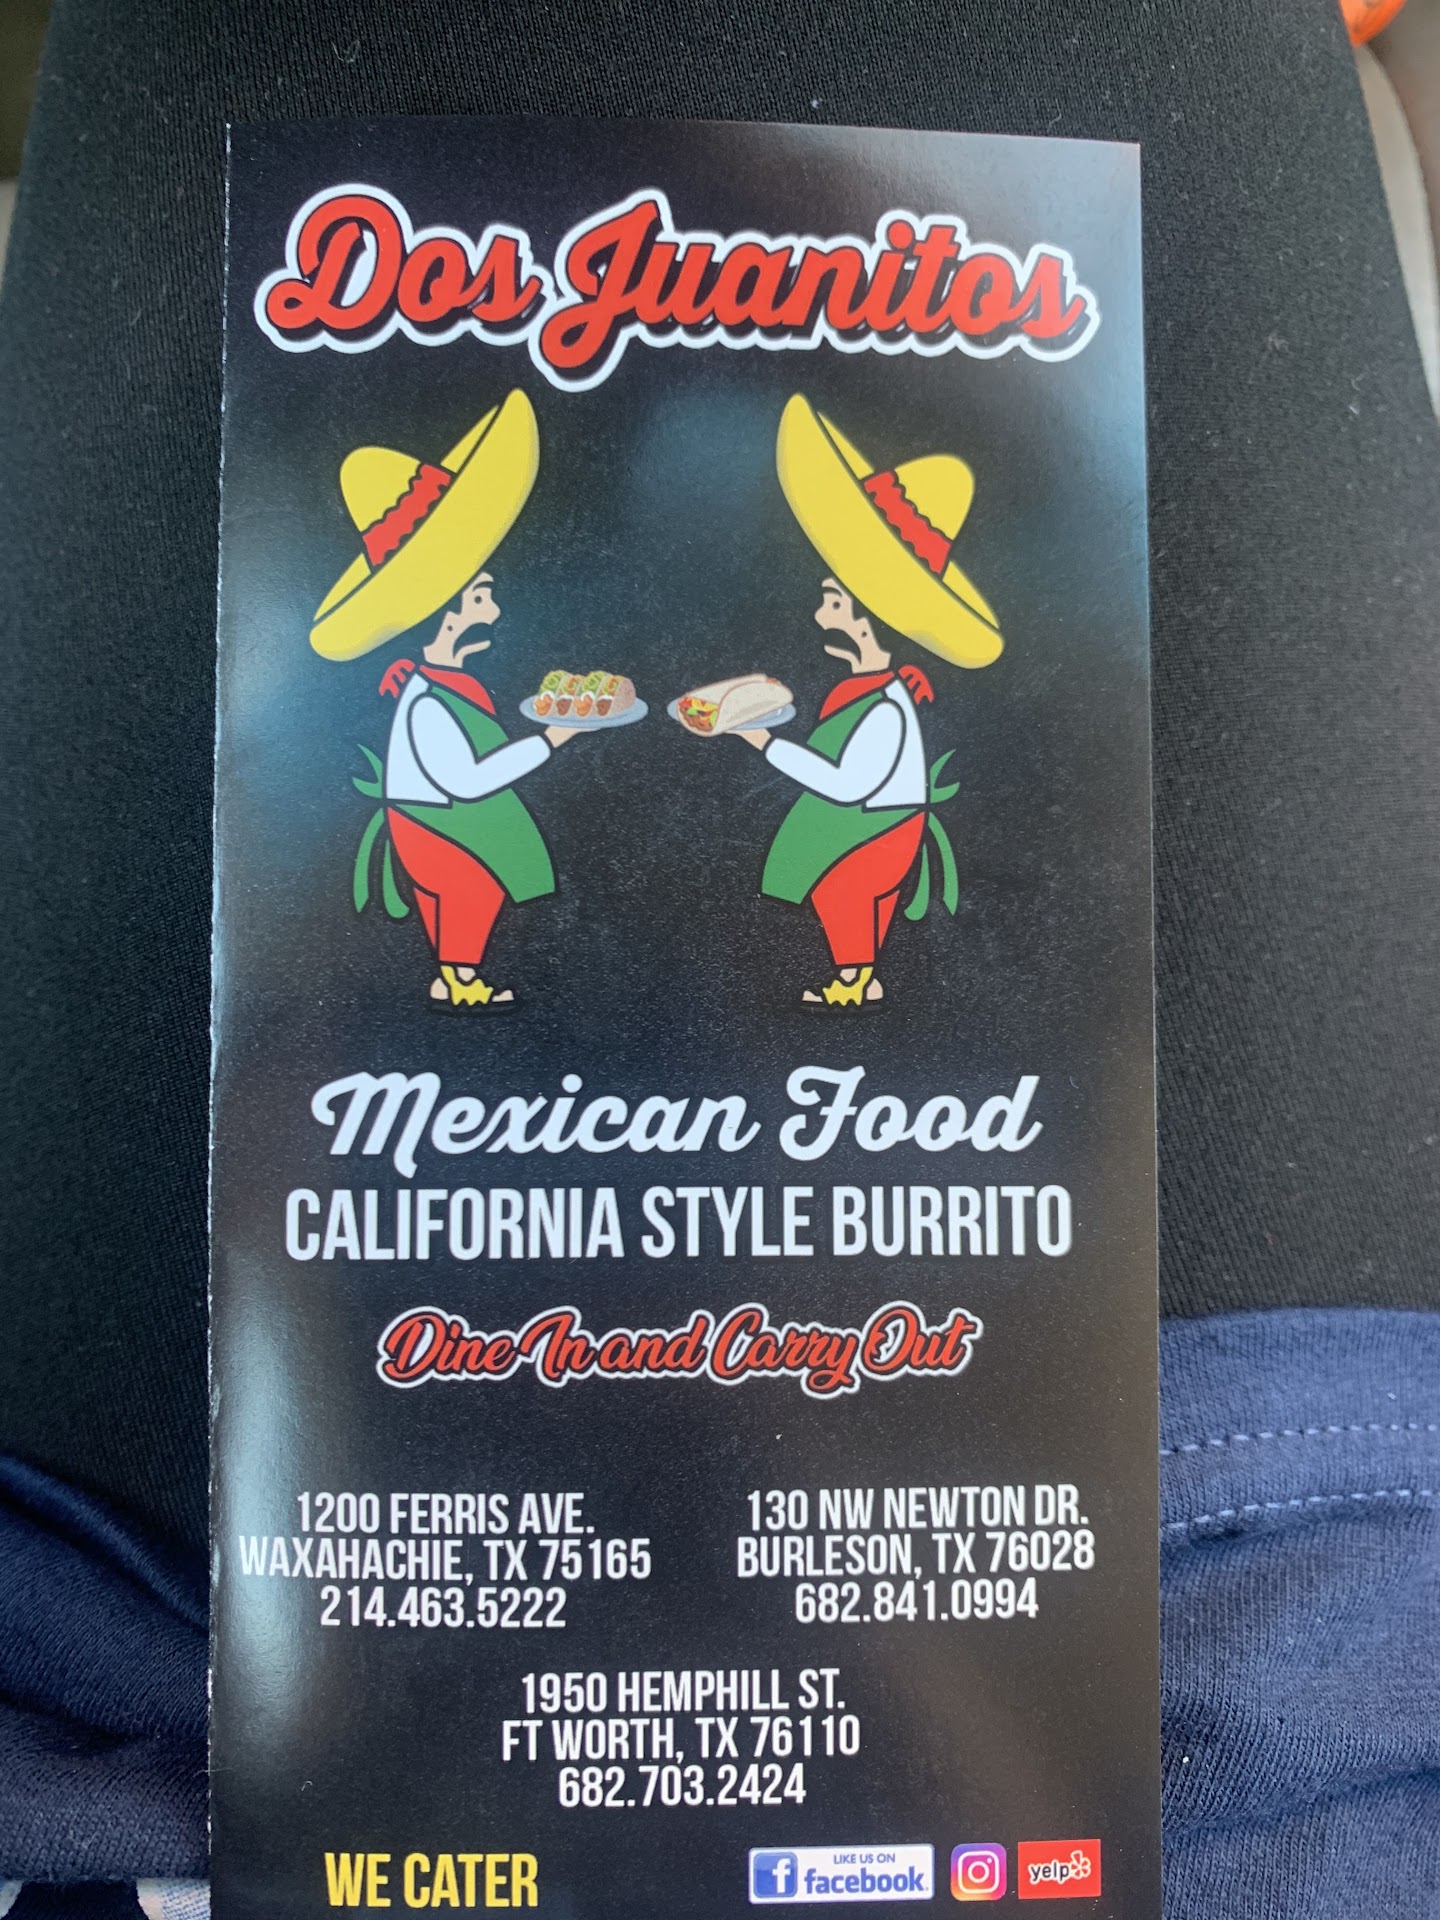 Dos Juanitos
Mexican Food
CALIFORNIA STYLE BURRITO
Dine In and Carry Out
1200 FERRIS AVE.
WAXAHACHIE, TX 75165
214.463.5222
130 NW NEWTON DR.
BURLESON, TX 76028
682.841.0994
1950 HEMPHILL ST.
FT WORTH, TX 76110
682.703.2424
WE CATER
LIKE US ON
f facebook.
yelp